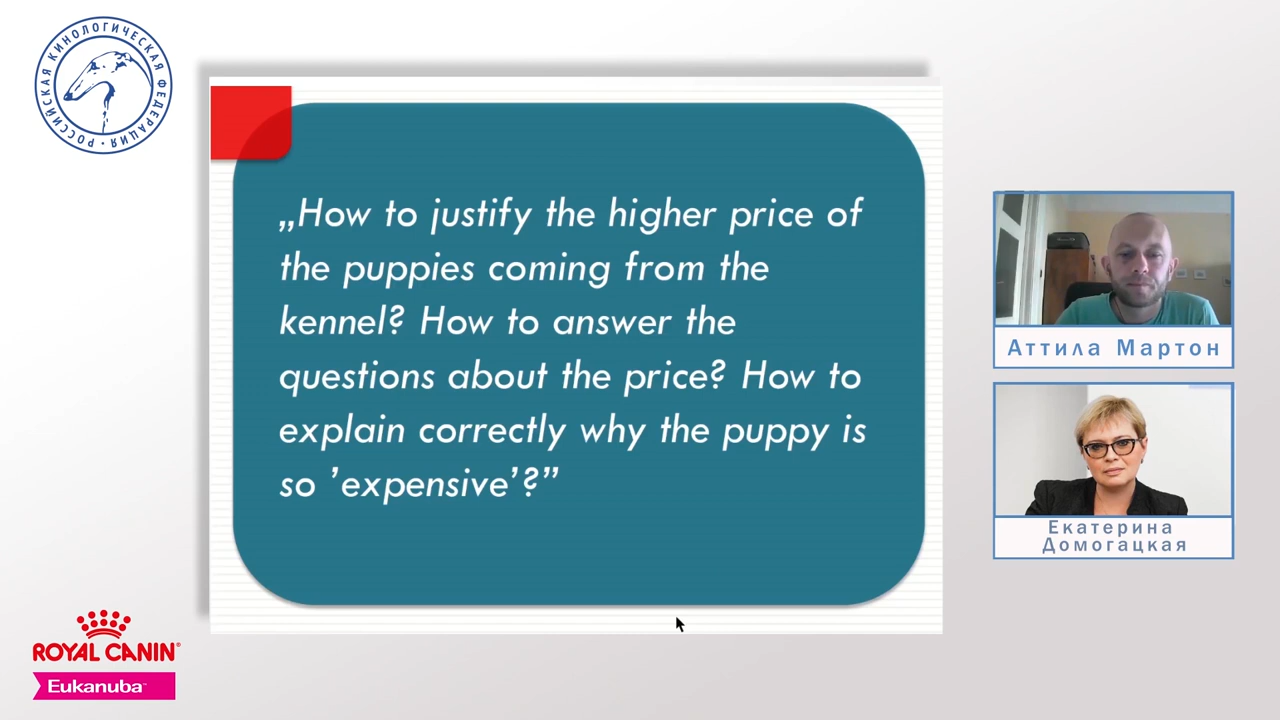 РОССИЙСКАЯ КИНОЛОГИЧЕСКАЯ ФЕДЕРАЦИЯ
„How to justify the higher price of
the puppies coming from the
kennel? How to answer the
questions about the price? How to
explain correctly why the puppy is
so ’expensive’?”
Аттила Мартон
Екатерина
Домогацкая
ROYAL CANIN
Eukanuba